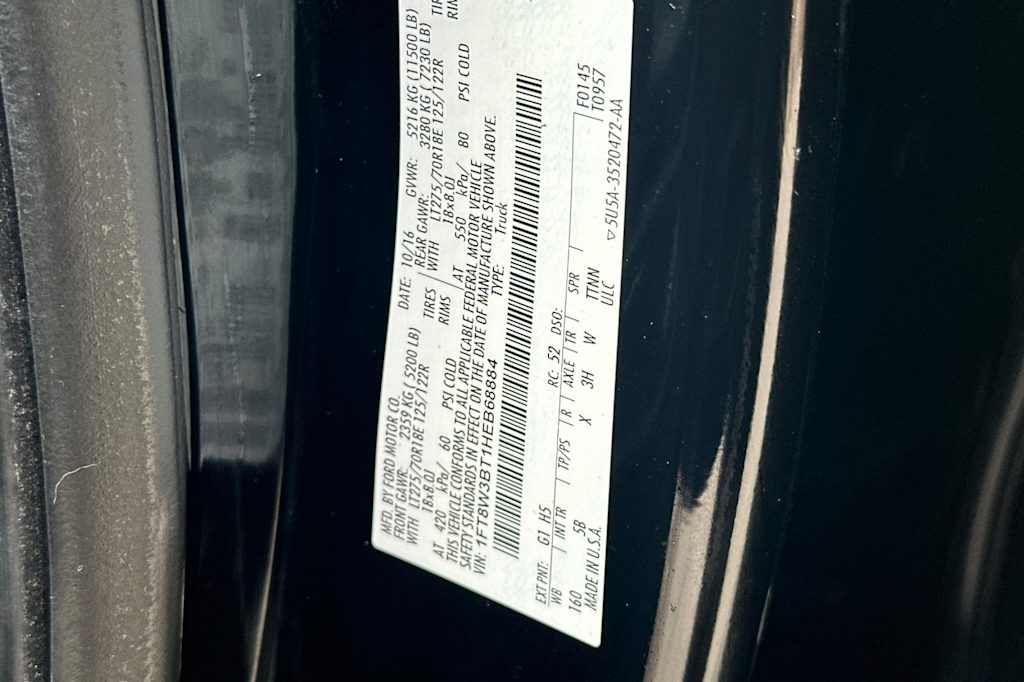 MFD. BY FORD MOTOR CO. DATE: 10/16 GVWR: 5216 KG (11500 LB)
FRONT GAWR: 2359 KG ( 5200 LB) REAR GAWR: 3280 KG ( 7230 LB)
WITH LT275/70R18E 125/122R TIRES WITH LT275/70R18E 125/122R TIR
18x8.0J RIMS 18x8.0J RIM
AT 420 kPa/ 60 PSI COLD AT 550 kPa/ 80 PSI COLD
THIS VEHICLE CONFORMS TO ALL APPLICABLE FEDERAL MOTOR VEHICLE
SAFETY STANDARDS IN EFFECT ON THE DATE OF MANUFACTURE SHOWN ABOVE.
VIN: 1FT8W3BT1HEB68884 TYPE: Truck
EXT PNT: G1 H5 RC: 52 DSO: F0145
WB INT TR TP/PS R AXLE TR SPR T0957
160 5B X 3H W TTNN
MADE IN U.S.A. ULC ▽5U5A-3520472-AA